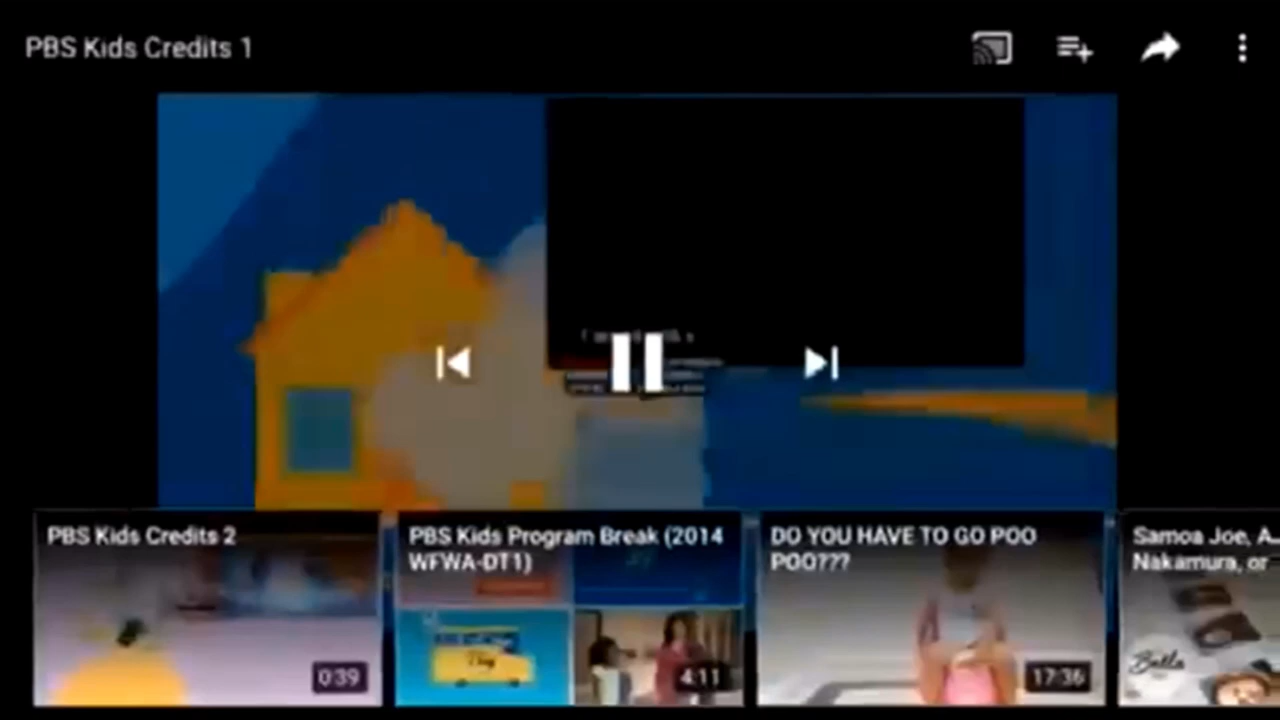 PBS Kids Credits 1
PBS Kids Credits 2
0:39
PBS Kids Program Break (2014
WFWA-DT1)
4:11
DO YOU HAVE TO GO POO
POO???
17:36
Samoa Joe, A
Nakamura, or
Bella